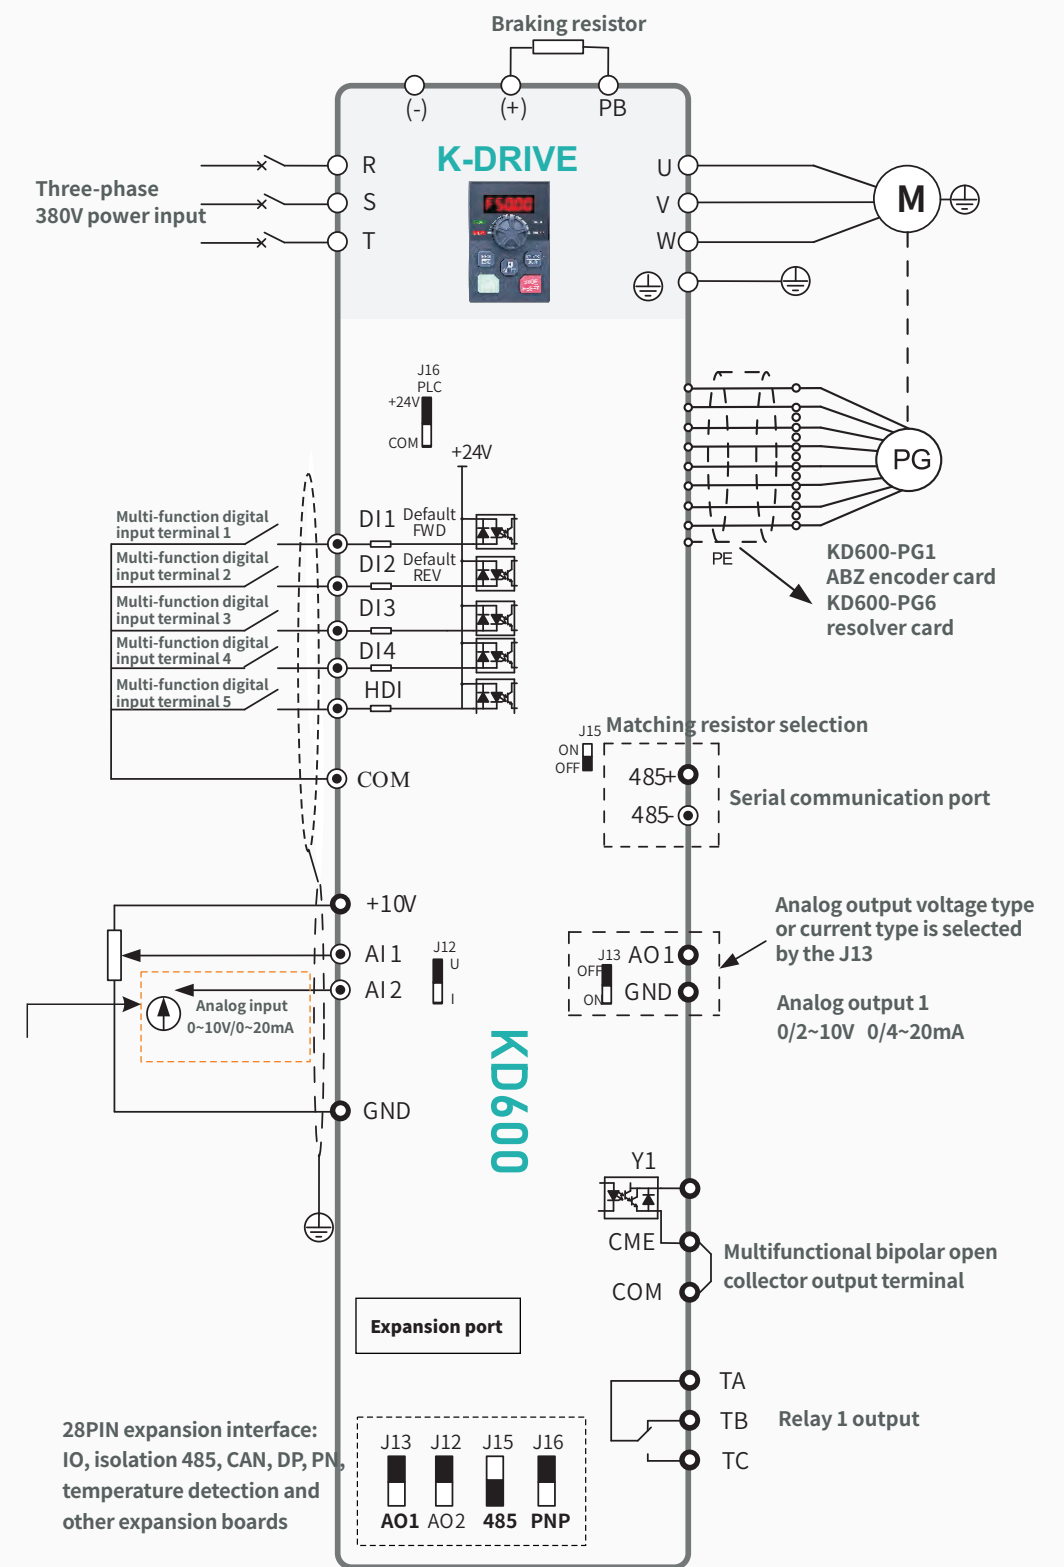 Braking resistor
(-)
(+)
PB
K-DRIVE
Three-phase
380V power input
R
S
T
F50.00
U
V
W
M
J16
PLC
+24V
COM
+24V
PG
PE
KD600-PG1
ABZ encoder card
KD600-PG6
resolver card
Multi-function digital
input terminal 1
DI1
Default
FWD
Multi-function digital
input terminal 2
DI2
Default
REV
Multi-function digital
input terminal 3
DI3
Multi-function digital
input terminal 4
DI4
Multi-function digital
input terminal 5
HDI
COM
J15
ON
OFF
Matching resistor selection
485+
485-
Serial communication port
+10V
AI1
AI2
J12
U
I
Analog input
0~10V/0~20mA
GND
J13
OFF
ON
AO1
GND
Analog output voltage type
or current type is selected
by the J13
Analog output 1
0/2~10V 0/4~20mA
KD600
Y1
CME
COM
Multifunctional bipolar open
collector output terminal
Expansion port
TA
TB
TC
Relay 1 output
28PIN expansion interface:
IO, isolation 485, CAN, DP, PN,
temperature detection and
other expansion boards
J13 J12 J15 J16
AO1 AO2 485 PNP